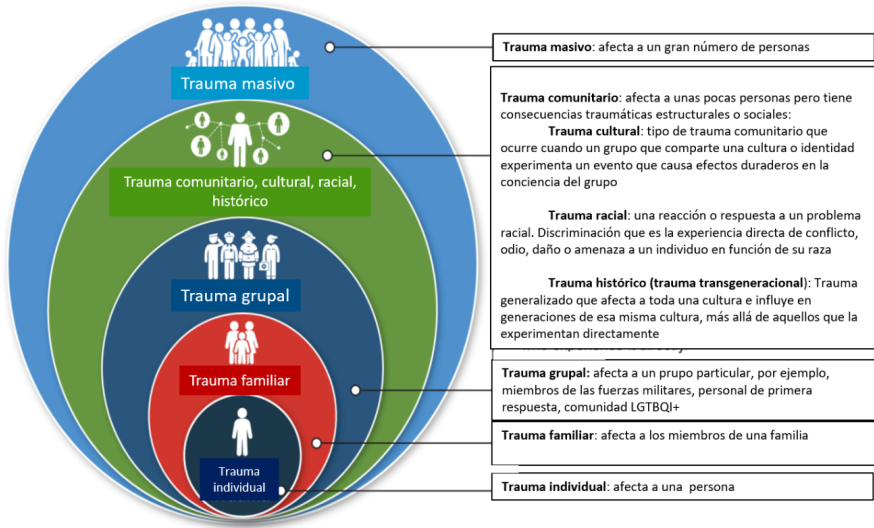 Trauma masivo
Trauma comunitario, cultural, racial,
histórico
Trauma grupal
Trauma familiar
Trauma
individual
Trauma masivo: afecta a un gran número de personas
Trauma comunitario: afecta a unas pocas personas pero tiene
consecuencias traumáticas estructurales o sociales:
Trauma cultural: tipo de trauma comunitario que
ocurre cuando un grupo que comparte una cultura o identidad
experimenta un evento que causa efectos duraderos en la
conciencia del grupo
Trauma racial: una reacción o respuesta a un problema
racial. Discriminación que es la experiencia directa de conflicto,
odio, daño o amenaza a un individuo en función de su raza
Trauma histórico (trauma transgeneracional): Trauma
generalizado que afecta a toda una cultura e influye en
generaciones de esa misma cultura, más allá de aquellos que la
experimentan directamente
Trauma grupal: afecta a un prupo particular, por ejemplo,
miembros de las fuerzas militares, personal de primera
respuesta, comunidad LGTBQI+
Trauma familiar: afecta a los miembros de una familia
Trauma individual: afecta a una persona